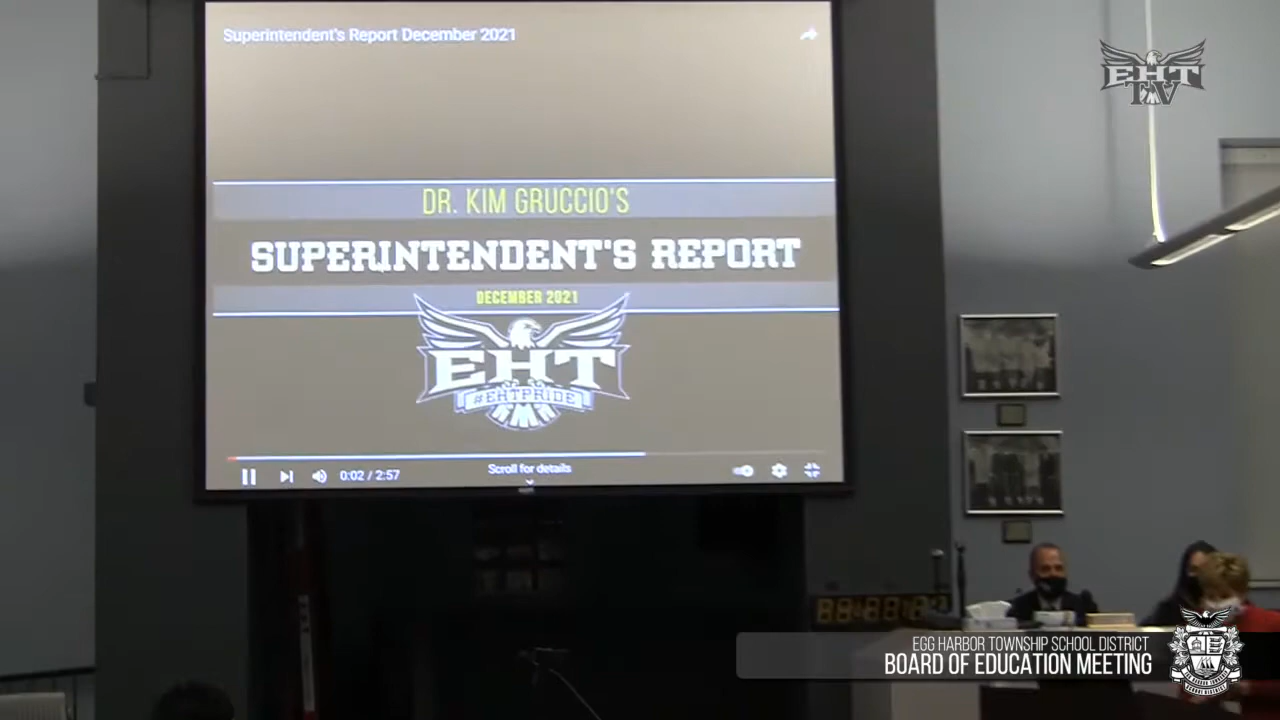 Superintendent's Report December 2021
EHT
TV
DR. KIM GRUCCIO'S
SUPERINTENDENT'S REPORT
DECEMBER 2021
EHT
#EHTPRIDE
Scroll for details
0:02 / 2:57
EGG HARBOR TOWNSHIP SCHOOL DISTRICT
BOARD OF EDUCATION MEETING